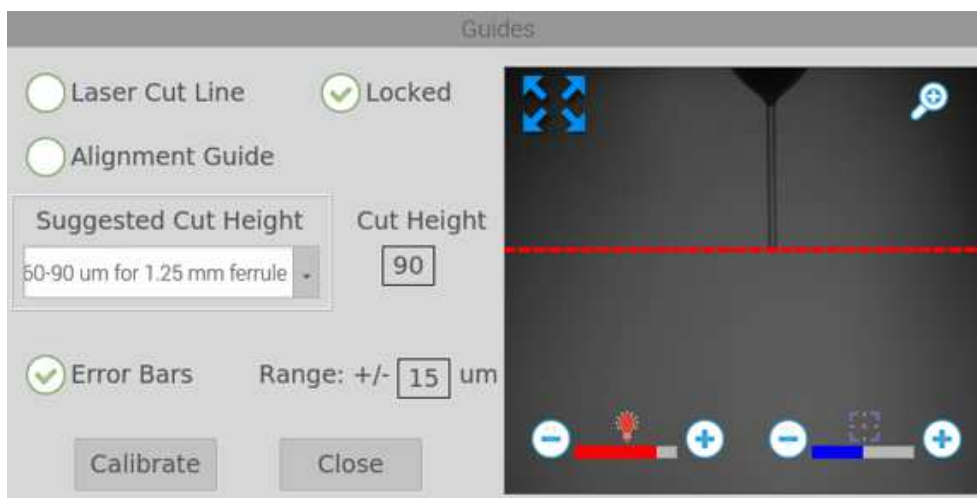 Guides
Laser Cut Line
Locked
Alignment Guide
Suggested Cut Height
Cut Height
60-90 um for 1.25 mm ferrule
90
Error Bars
Range: +/- 15 um
Calibrate
Close